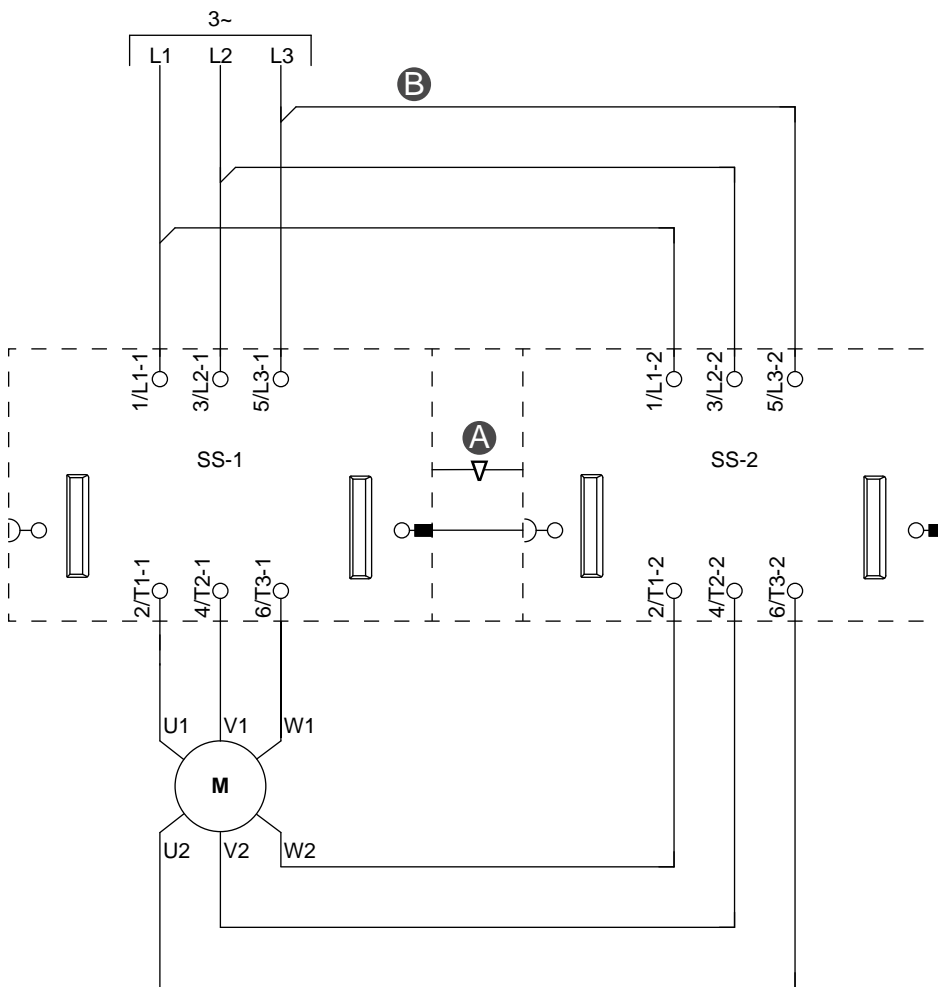 3~
L1 L2 L3
B
1/L1-1 3/L2-1 5/L3-1 1/L1-2 3/L2-2 5/L3-2
A
SS-1 SS-2
2/T1-1 4/T2-1 6/T3-1 2/T1-2 4/T2-2 6/T3-2
U1 V1 W1
M
U2 V2 W2